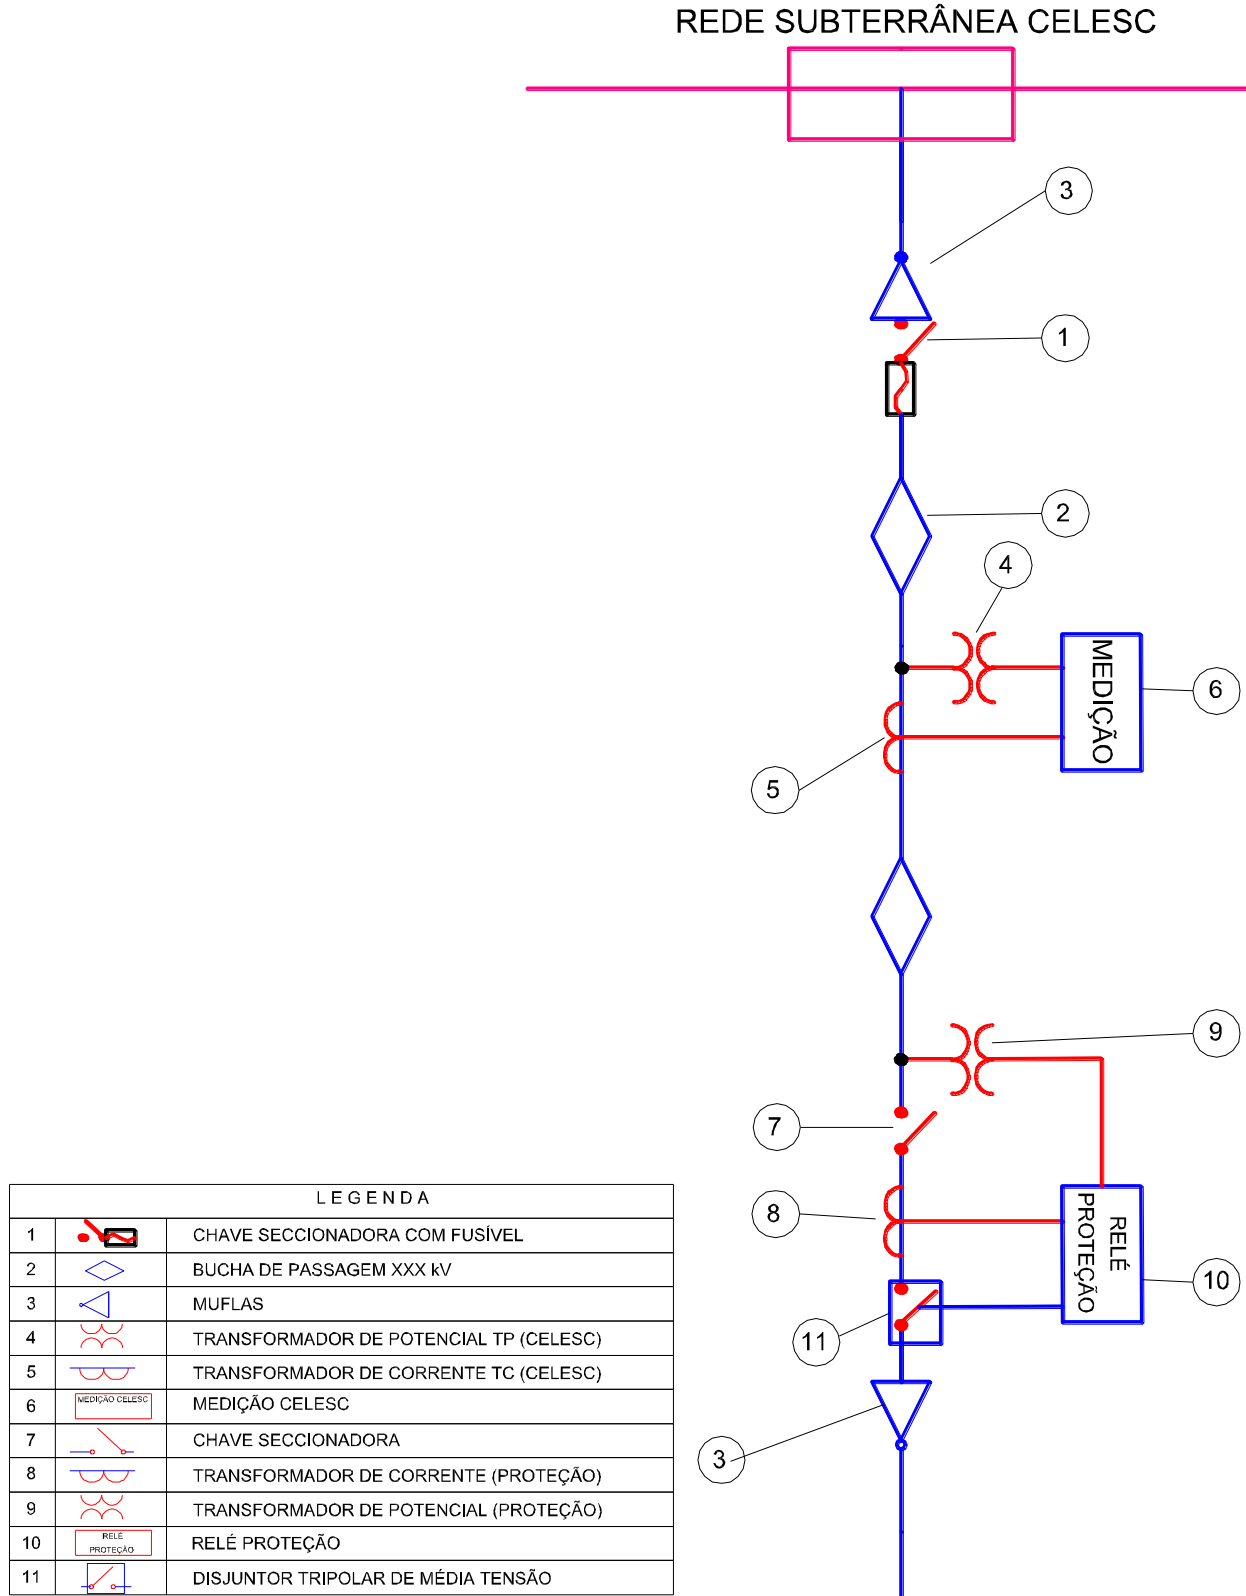 REDE SUBTERRÂNEA CELESC
3
1
2
4
MEDIÇÃO
6
5
9
7
8
RELÉ
PROTEÇÃO
10
11
3
LEGENDA
1 CHAVE SECCIONADORA COM FUSÍVEL
2 BUCHA DE PASSAGEM XXX kV
3 MUFLAS
4 TRANSFORMADOR DE POTENCIAL TP (CELESC)
5 TRANSFORMADOR DE CORRENTE TC (CELESC)
6 MEDIÇÃO CELESC MEDIÇÃO CELESC
7 CHAVE SECCIONADORA
8 TRANSFORMADOR DE CORRENTE (PROTEÇÃO)
9 TRANSFORMADOR DE POTENCIAL (PROTEÇÃO)
10 RELÉ PROTEÇÃO RELÉ PROTEÇÃO
11 DISJUNTOR TRIPOLAR DE MÉDIA TENSÃO